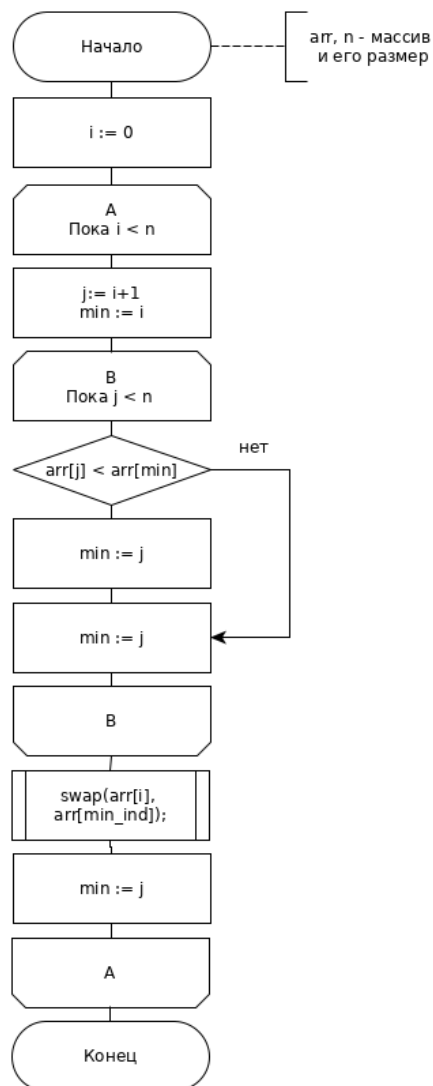 Начало
arr, n - массив
и его размер
i := 0
A
Пока i < n
j:= i+1
min := i
B
Пока j < n
arr[j] < arr[min]
нет
min := j
min := j
B
swap(arr[i],
arr[min_ind]);
min := j
A
Конец